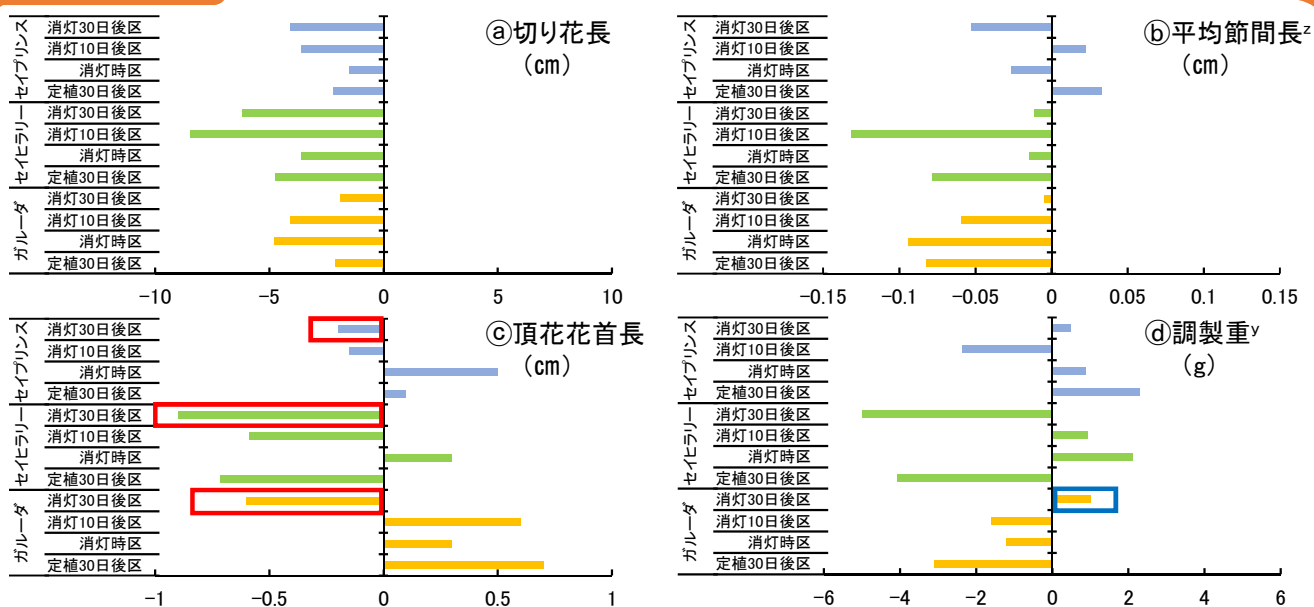 ⓐ切り花長
（㎝）
セイプリンス
消灯30日後区
消灯10日後区
消灯時区
定植30日後区
セイヒラリー
消灯30日後区
消灯10日後区
消灯時区
定植30日後区
ガルーダ
消灯30日後区
消灯10日後区
消灯時区
定植30日後区
-10 -5 0 5 10
ⓑ平均節間長ᶻ
（㎝）
セイプリンス
消灯30日後区
消灯10日後区
消灯時区
定植30日後区
セイヒラリー
消灯30日後区
消灯10日後区
消灯時区
定植30日後区
ガルーダ
消灯30日後区
消灯10日後区
消灯時区
定植30日後区
-0.15 -0.1 -0.05 0 0.05 0.1 0.15
ⓒ頂花花首長
（㎝）
セイプリンス
消灯30日後区
消灯10日後区
消灯時区
定植30日後区
セイヒラリー
消灯30日後区
消灯10日後区
消灯時区
定植30日後区
ガルーダ
消灯30日後区
消灯10日後区
消灯時区
定植30日後区
-1 -0.5 0 0.5 1
ⓓ調製重ʸ
（g）
セイプリンス
消灯30日後区
消灯10日後区
消灯時区
定植30日後区
セイヒラリー
消灯30日後区
消灯10日後区
消灯時区
定植30日後区
ガルーダ
消灯30日後区
消灯10日後区
消灯時区
定植30日後区
-6 -4 -2 0 2 4 6